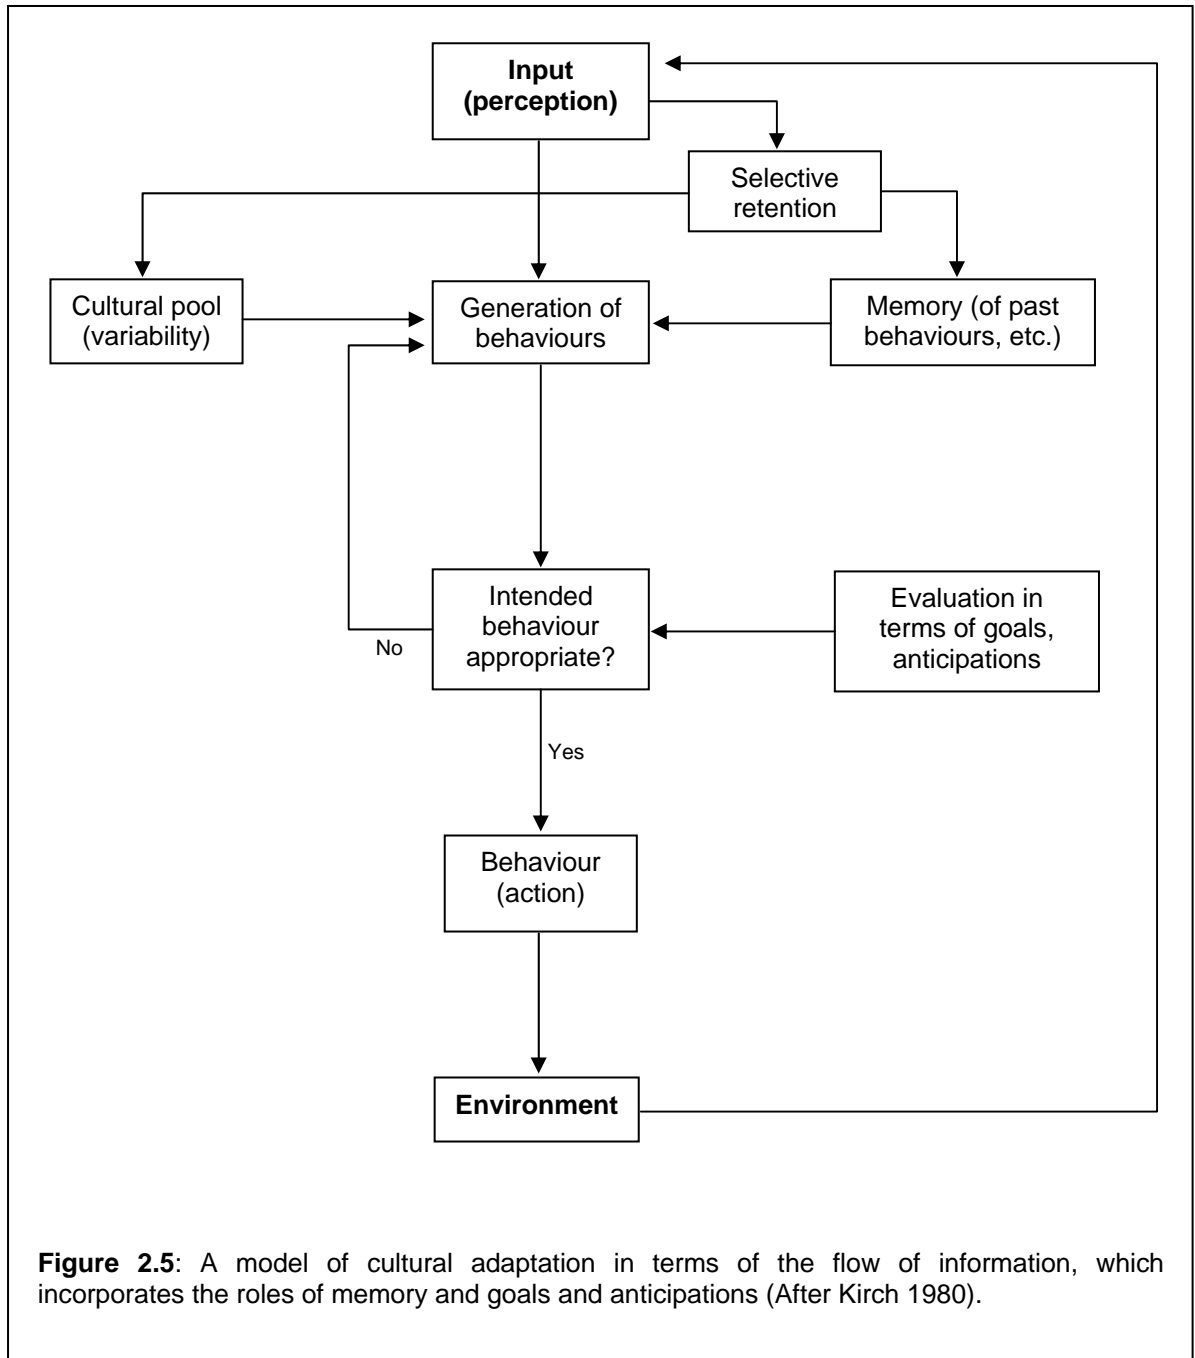 Input
(perception)
Selective
retention
Cultural pool
(variability)
Generation of
behaviours
Memory (of past
behaviours, etc.)
Intended
behaviour
appropriate?
Evaluation in
terms of goals,
anticipations
No
Yes
Behaviour
(action)
Environment
Figure 2.5: A model of cultural adaptation in terms of the flow of information, which
incorporates the roles of memory and goals and anticipations (After Kirch 1980).